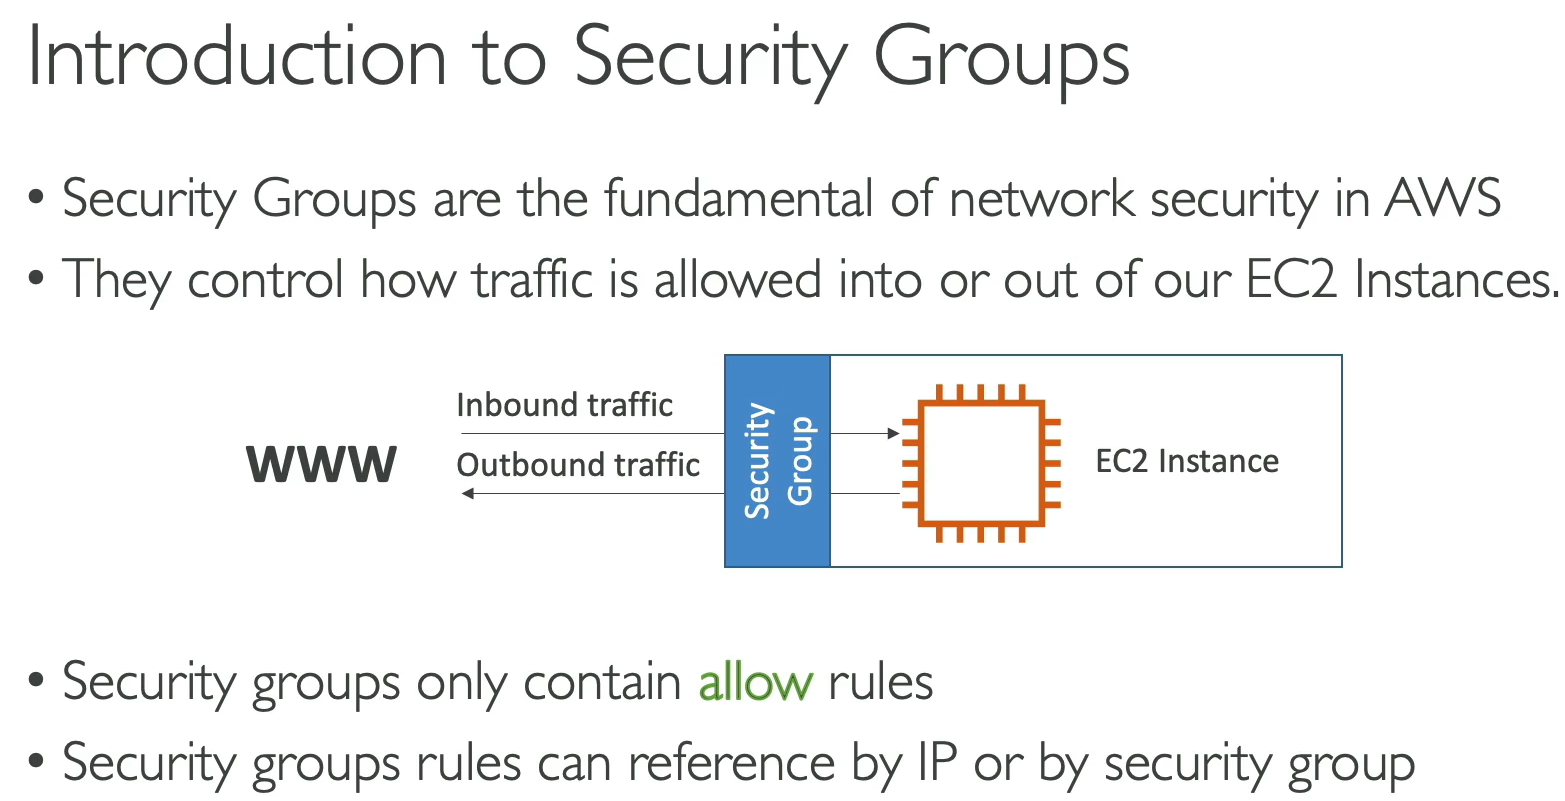 Introduction to Security Groups
• Security Groups are the fundamental of network security in AWS
• They control how traffic is allowed into or out of our EC2 Instances.
Inbound traffic
WWW
Outbound traffic
Security
Group
EC2 Instance
• Security groups only contain allow rules
• Security groups rules can reference by IP or by security group